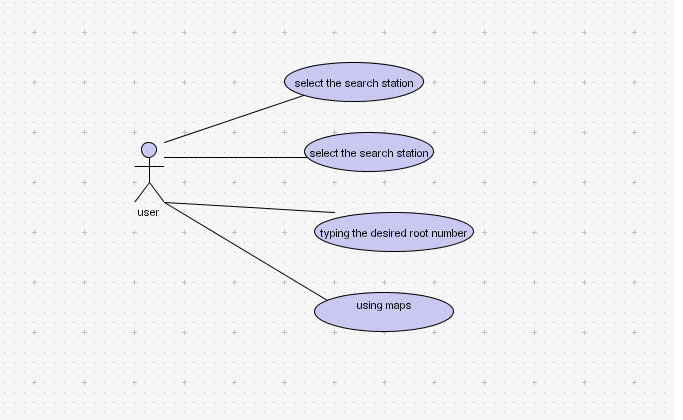 select the search station
select the search station
user
typing the desired root number
using maps